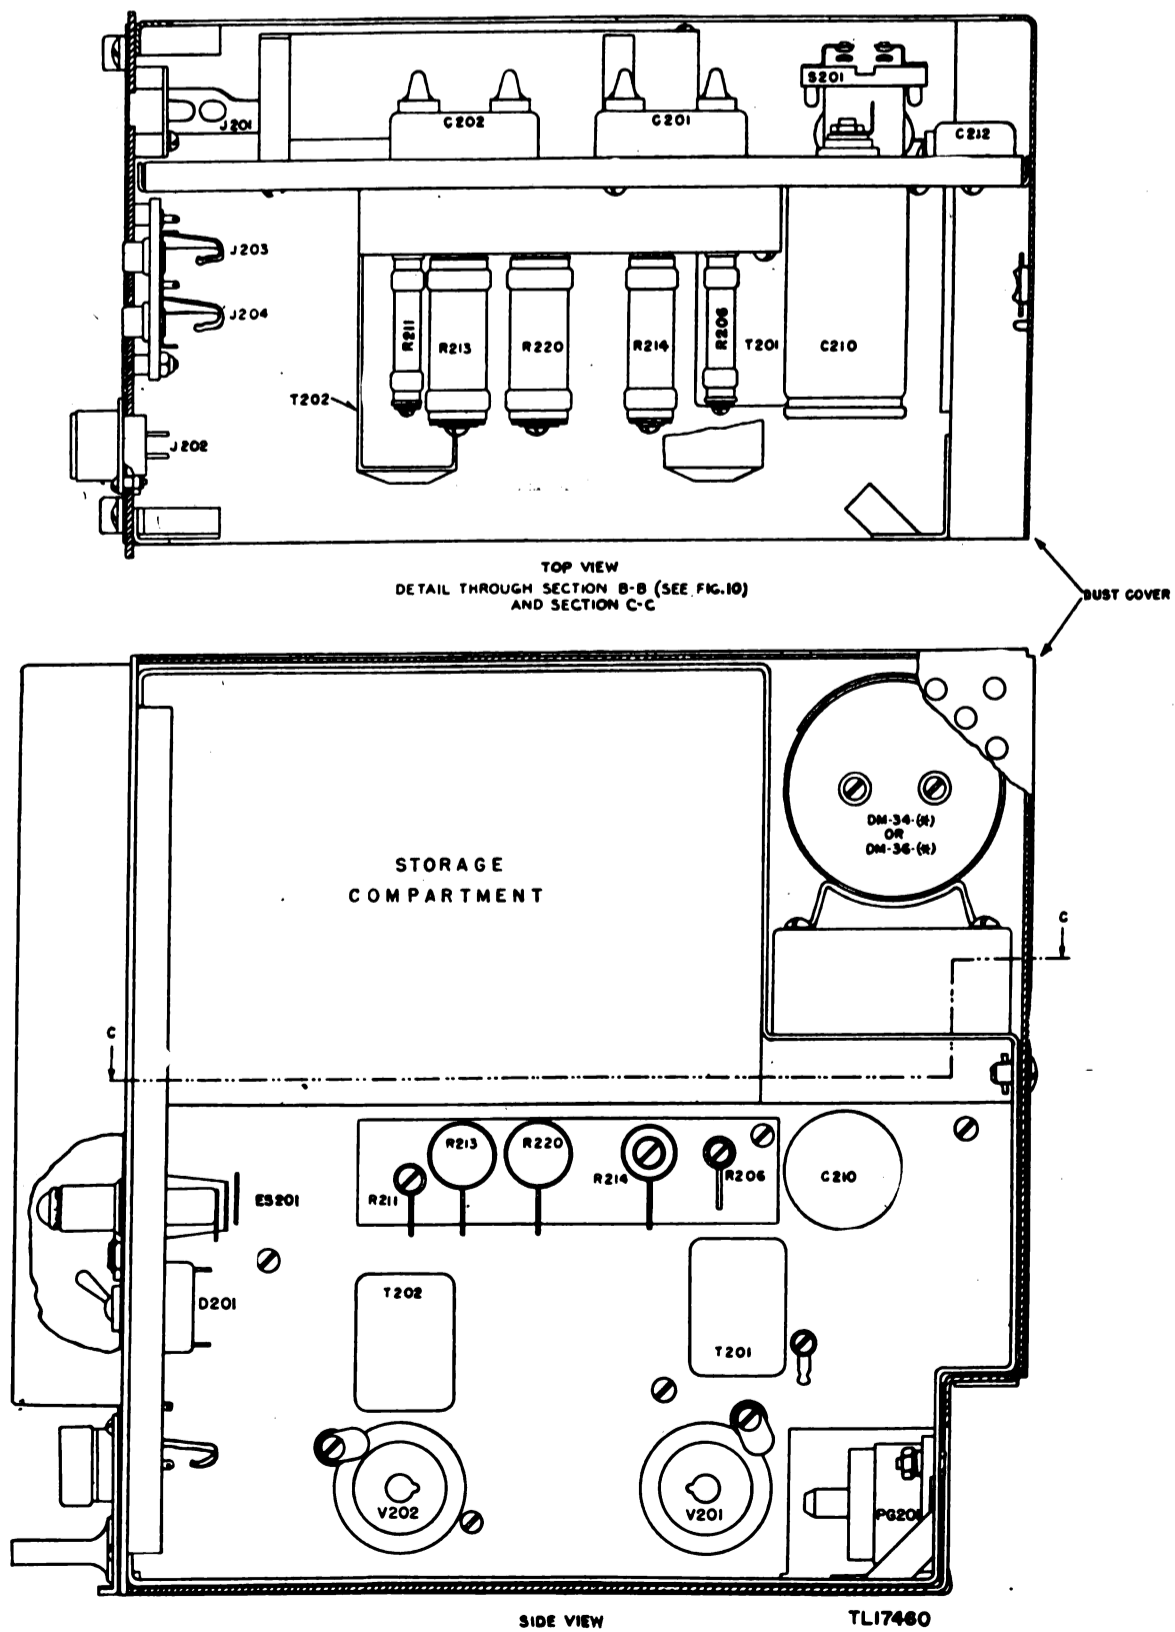 S201
C202
C201
J201
C212
J203
J204
R211
R213
R220
R214
R206
T201
C210
T202
J202
TOP VIEW
DETAIL THROUGH SECTION B-B (SEE FIG.10)
AND SECTION C-C
DUST COVER
DM-34-(*)
OR
DM-36-(*)
STORAGE
COMPARTMENT
C
C
R213
R220
R214
R206
C210
R211
ES201
T202
D201
T201
V202
V201
PG201
SIDE VIEW
TL17460